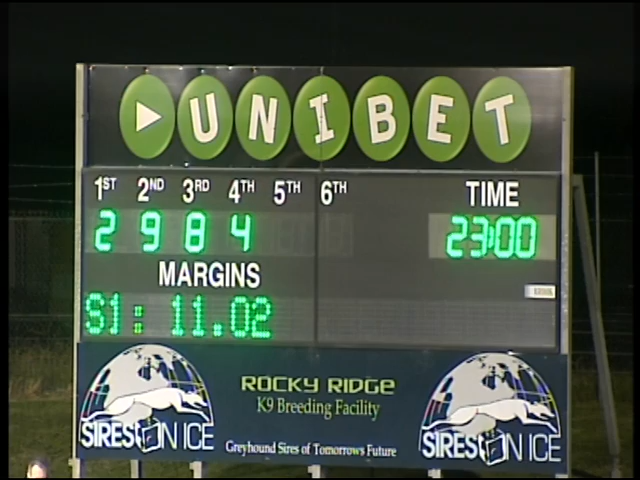 UNIBET
1ST 2ND 3RD 4TH 5TH 6TH TIME
2 9 8 4 23:00
MARGINS
S1: 11.02
ROCKY RIDGE
K9 Breeding Facility
SIRES ON ICE
Greyhound Sires of Tomorrows Future
SIRES ON ICE